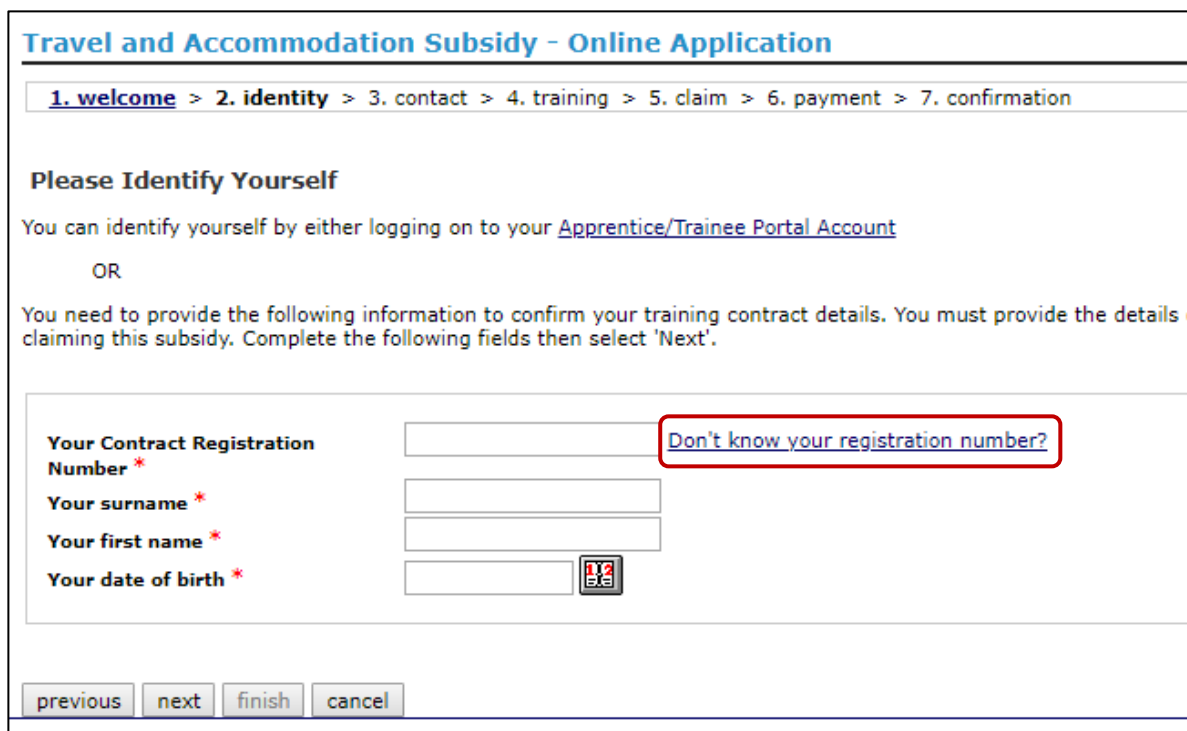 Travel and Accommodation Subsidy - Online Application
1. welcome > 2. identity > 3. contact > 4. training > 5. claim > 6. payment > 7. confirmation
Please Identify Yourself
You can identify yourself by either logging on to your Apprentice/Trainee Portal Account
OR
You need to provide the following information to confirm your training contract details. You must provide the details
claiming this subsidy. Complete the following fields then select 'Next'.
Your Contract Registration Number * Don't know your registration number?
Your surname *
Your first name *
Your date of birth *
previous next finish cancel